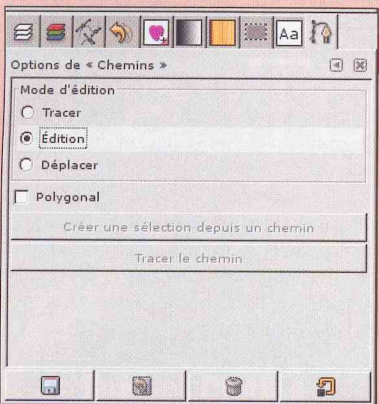 Aa
Options de « Chemins »
Mode d'édition
Tracer
Édition
Déplacer
Polygonal
Créer une sélection depuis un chemin
Tracer le chemin